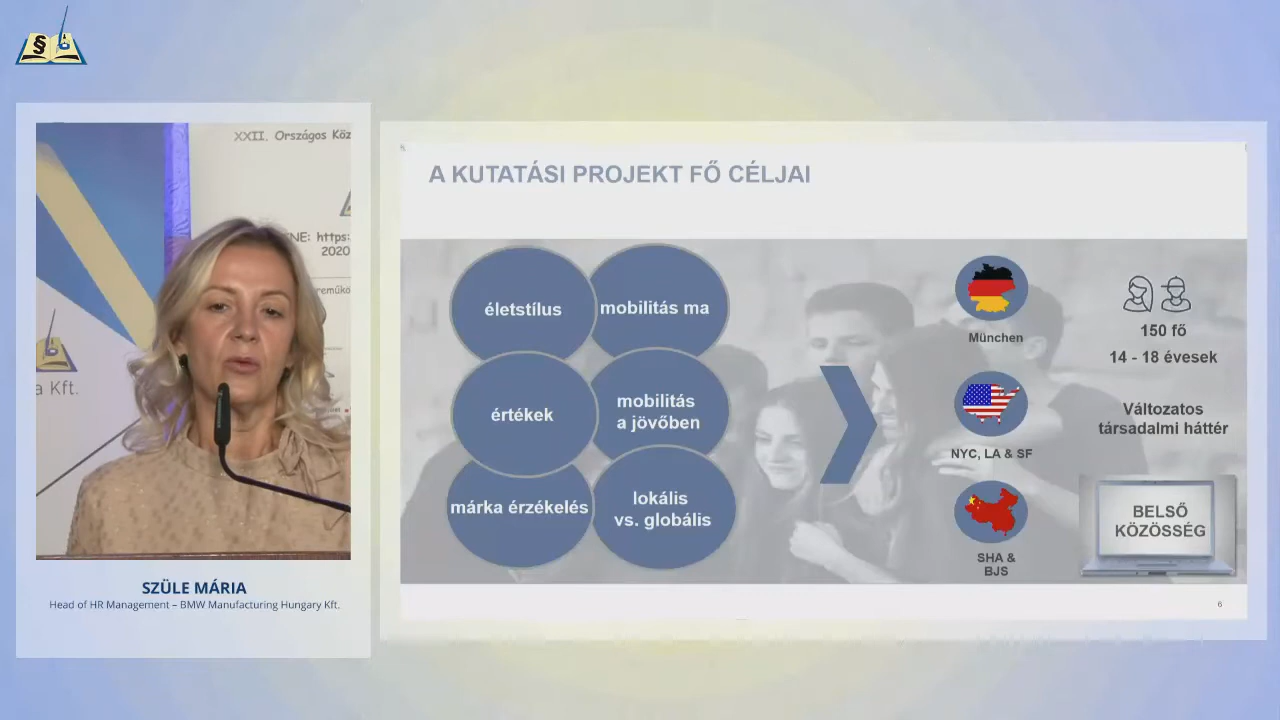 §
XXII. Országos Köz
NE: https:
2020
a Kft.
SZÜLE MÁRIA
Head of HR Management – BMW Manufacturing Hungary Kft.
A KUTATÁSI PROJEKT FŐ CÉLJAI
életstílus
mobilitás ma
értékek
mobilitás
a jövőben
márka érzékelés
lokális
vs. globális
München
NYC, LA & SF
SHA &
BJS
150 fő
14 - 18 évesek
Változatos
társadalmi háttér
BELSŐ
KÖZÖSSÉG
6